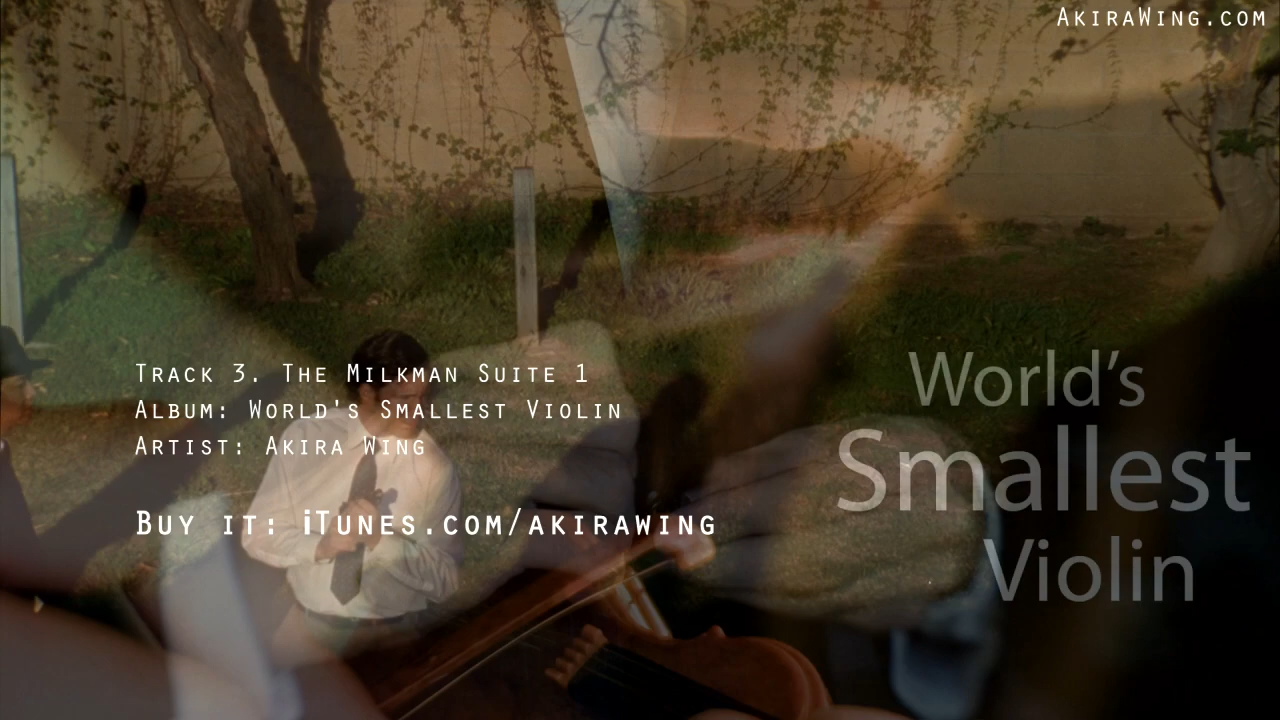 AkiraWing.com
Track 3. The Milkman Suite 1
Album: World's Smallest Violin
Artist: Akira Wing
Buy it: iTunes.com/akirawing
World's
Smallest
Violin